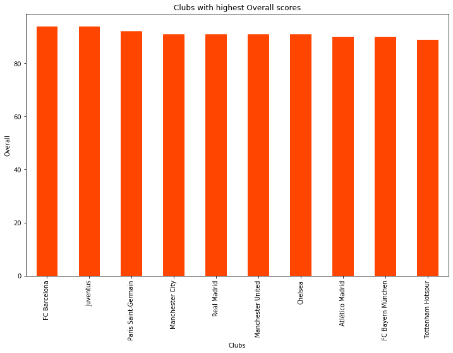 Clubs with highest Overall scores
Overall
80
60
40
20
0
FC Barcelona
Juventus
Paris Saint-Germain
Manchester City
Real Madrid
Manchester United
Chelsea
Atlético Madrid
FC Bayern München
Tottenham Hotspur
Clubs